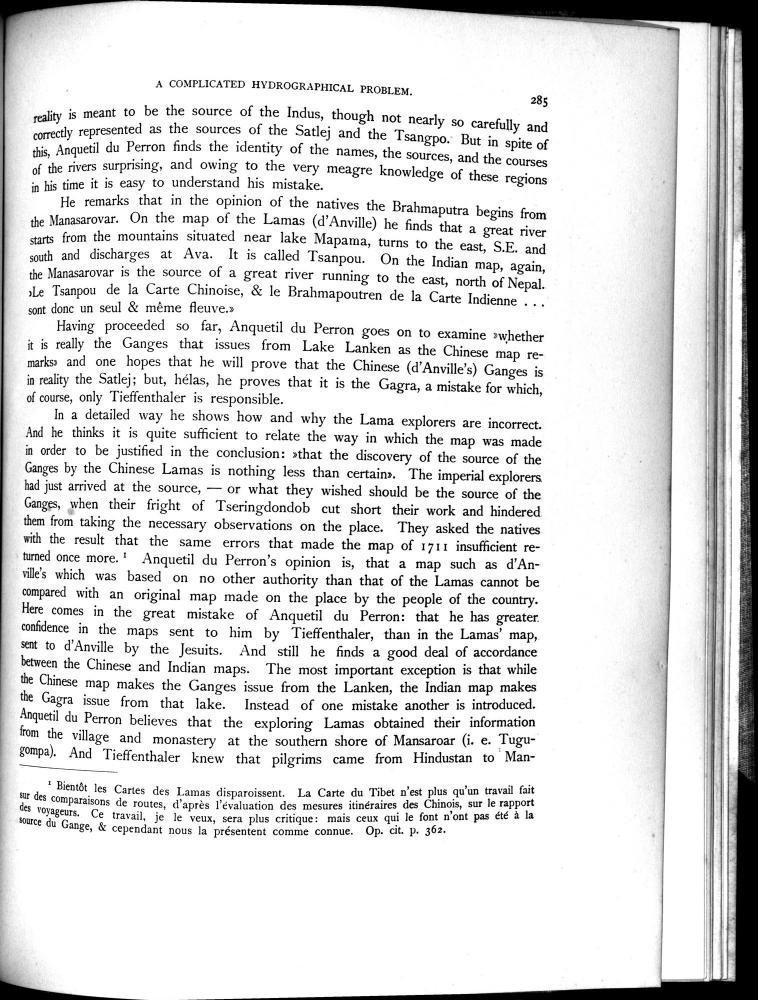 A COMPLICATED HYDROGRAPHICAL PROBLEM.
285
reality is meant to be the source of the Indus, though not nearly so carefully and
correctly represented as the sources of the Satlej and the Tsangpo. But in spite of
this, Anquetil du Perron finds the identity of the names, the sources, and the courses
of the rivers surprising, and owing to the very meagre knowledge of these regions
in his time it is easy to understand his mistake.
He remarks that in the opinion of the natives the Brahmaputra begins from
the Manasarovar. On the map of the Lamas (d'Anville) he finds that a great river
starts from the mountains situated near lake Mapama, turns to the east, S.E. and
south and discharges at Ava. It is called Tsanpou. On the Indian map, again,
the Manasarovar is the source of a great river running to the east, north of Nepal.
»Le Tsanpou de la Carte Chinoise, & le Brahmapoutren de la Carte Indienne ...
sont donc un seul & même fleuve.»
Having proceeded so far, Anquetil du Perron goes on to examine »whether
it is really the Ganges that issues from Lake Lanken as the Chinese map re-
marks» and one hopes that he will prove that the Chinese (d'Anville's) Ganges is
in reality the Satlej; but, hélas, he proves that it is the Gagra, a mistake for which,
of course, only Tieffenthaler is responsible.
In a detailed way he shows how and why the Lama explorers are incorrect.
And he thinks it is quite sufficient to relate the way in which the map was made
in order to be justified in the conclusion: »that the discovery of the source of the
Ganges by the Chinese Lamas is nothing less than certain». The imperial explorers
had just arrived at the source, — or what they wished should be the source of the
Ganges, when their fright of Tseringdondob cut short their work and hindered
them from taking the necessary observations on the place. They asked the natives
with the result that the same errors that made the map of 1711 insufficient re-
turned once more. ¹ Anquetil du Perron's opinion is, that a map such as d'An-
ville's which was based on no other authority than that of the Lamas cannot be
compared with an original map made on the place by the people of the country.
Here comes in the great mistake of Anquetil du Perron: that he has greater
confidence in the maps sent to him by Tieffenthaler, than in the Lamas' map,
sent to d'Anville by the Jesuits. And still he finds a good deal of accordance
between the Chinese and Indian maps. The most important exception is that while
the Chinese map makes the Ganges issue from the Lanken, the Indian map makes
the Gagra issue from that lake. Instead of one mistake another is introduced.
Anquetil du Perron believes that the exploring Lamas obtained their information
from the village and monastery at the southern shore of Mansaroar (i. e. Tugu-
gompa). And Tieffenthaler knew that pilgrims came from Hindustan to Man-
¹ Bientôt les Cartes des Lamas disparoissent. La Carte du Tibet n'est plus qu'un travail fait
sur des comparaisons de routes, d'après l'évaluation des mesures itinéraires des Chinois, sur le rapport
des voyageurs. Ce travail, je le veux, sera plus critique: mais ceux qui le font n'ont pas été à la
source du Gange, & cependant nous la présentent comme connue. Op. cit. p. 362.